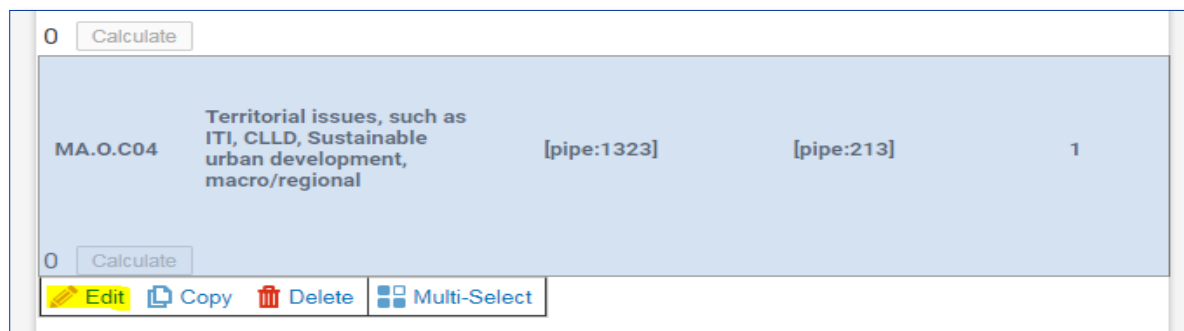 0 Calculate
Territorial issues, such as
ITI, CLLD, Sustainable
MA.O.C04 [pipe:1323] [pipe:213] 1
urban development,
macro/regional
0 Calculate
Edit Copy Delete Multi-Select